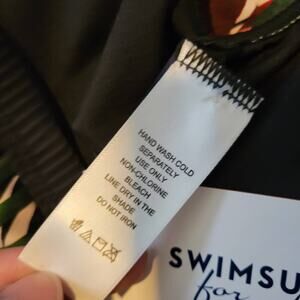 HAND WASH COLD
SEPARATELY
USE ONLY
NON-CHLORINE
BLEACH
LINE DRY IN THE
SHADE
DO NOT IRON
SWIMSU
for